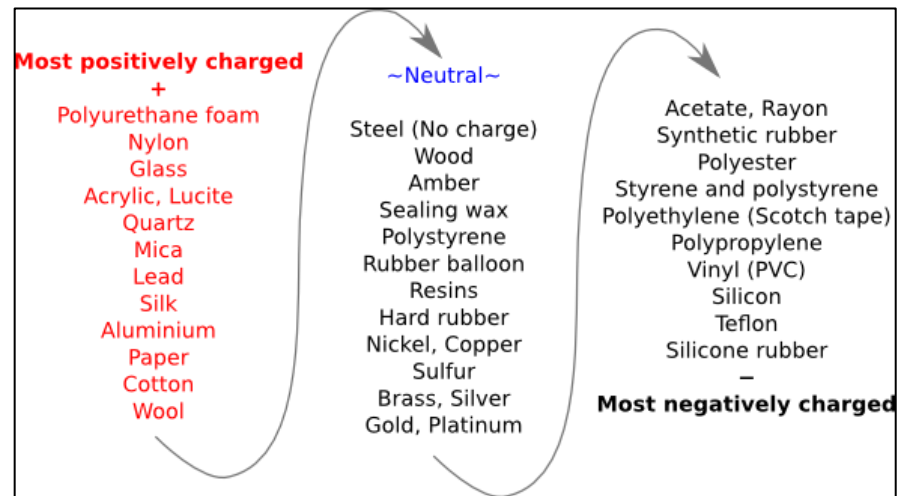 Most positively charged
+
Polyurethane foam
Nylon
Glass
Acrylic, Lucite
Quartz
Mica
Lead
Silk
Aluminium
Paper
Cotton
Wool
~Neutral~
Steel (No charge)
Wood
Amber
Sealing wax
Polystyrene
Rubber balloon
Resins
Hard rubber
Nickel, Copper
Sulfur
Brass, Silver
Gold, Platinum
Acetate, Rayon
Synthetic rubber
Polyester
Styrene and polystyrene
Polyethylene (Scotch tape)
Polypropylene
Vinyl (PVC)
Silicon
Teflon
Silicone rubber
–
Most negatively charged